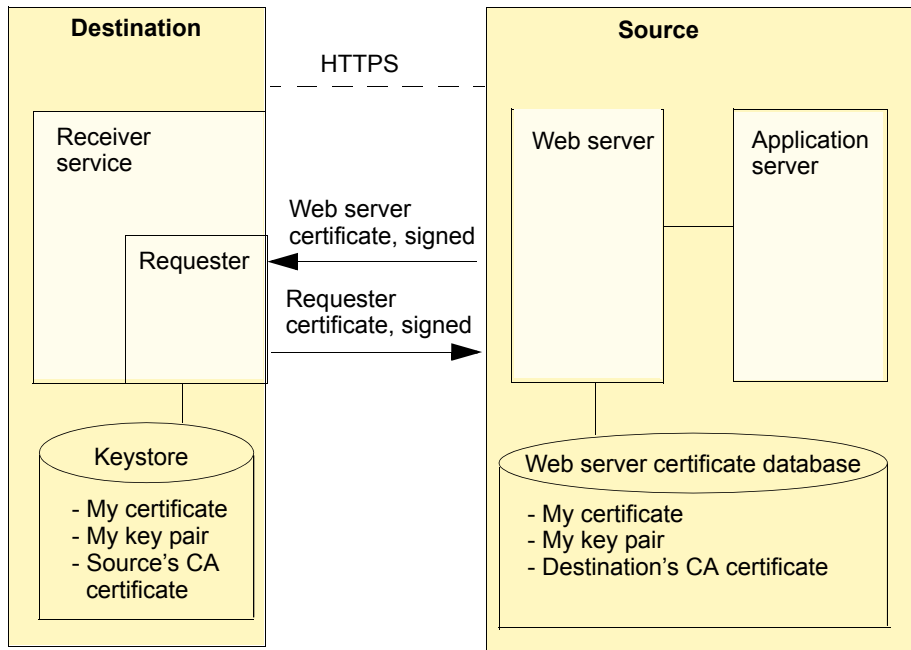 Destination
Source
HTTPS
Receiver
service
Web server
Application
server
Web server
certificate, signed
Requester
Requester
certificate, signed
Keystore
- My certificate
- My key pair
- Source's CA
certificate
Web server certificate database
- My certificate
- My key pair
- Destination's CA certificate